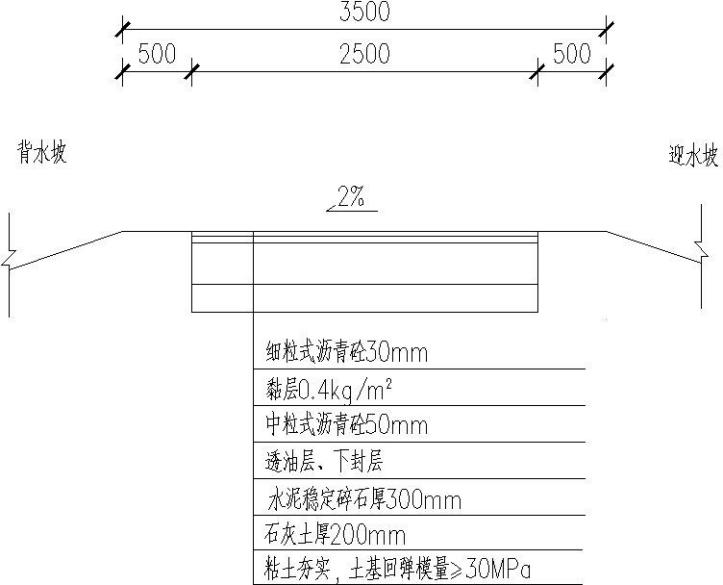 3500
500 2500 500
背水坡 迎水坡
2%
细粒式沥青砼30mm
黏层0.4kg/m²
中粒式沥青砼50mm
透油层、下封层
水泥稳定碎石厚300mm
石灰土厚200mm
粘土夯实，土基回弹模量≥30MPa